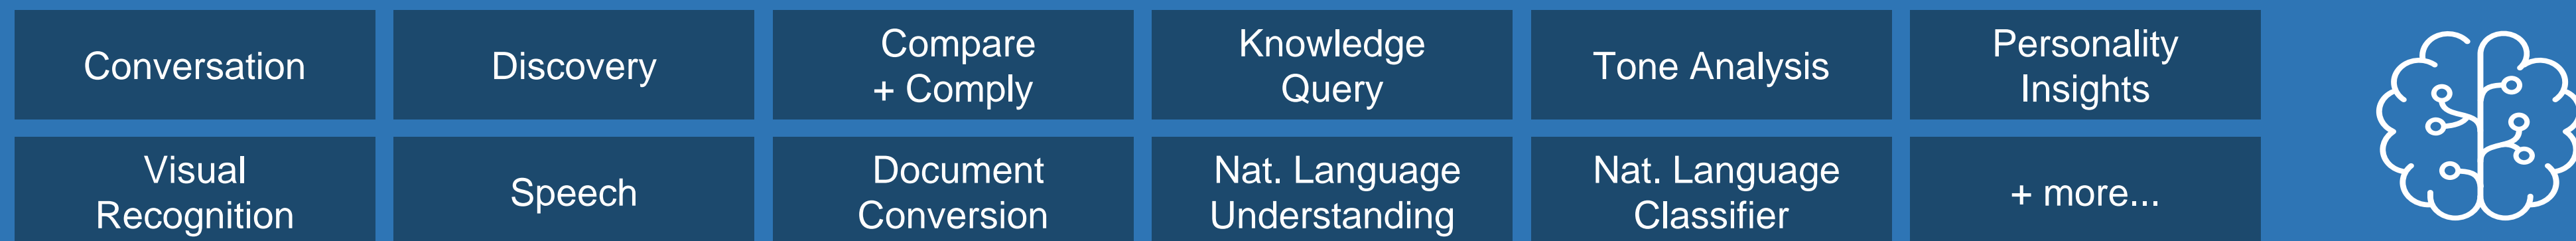 Conversation
Discovery
Compare
+ Comply
Knowledge
Query
Tone Analysis
Personality
Insights
Visual
Recognition
Speech
Document
Conversion
Nat. Language
Understanding
Nat. Language
Classifier
+ more...